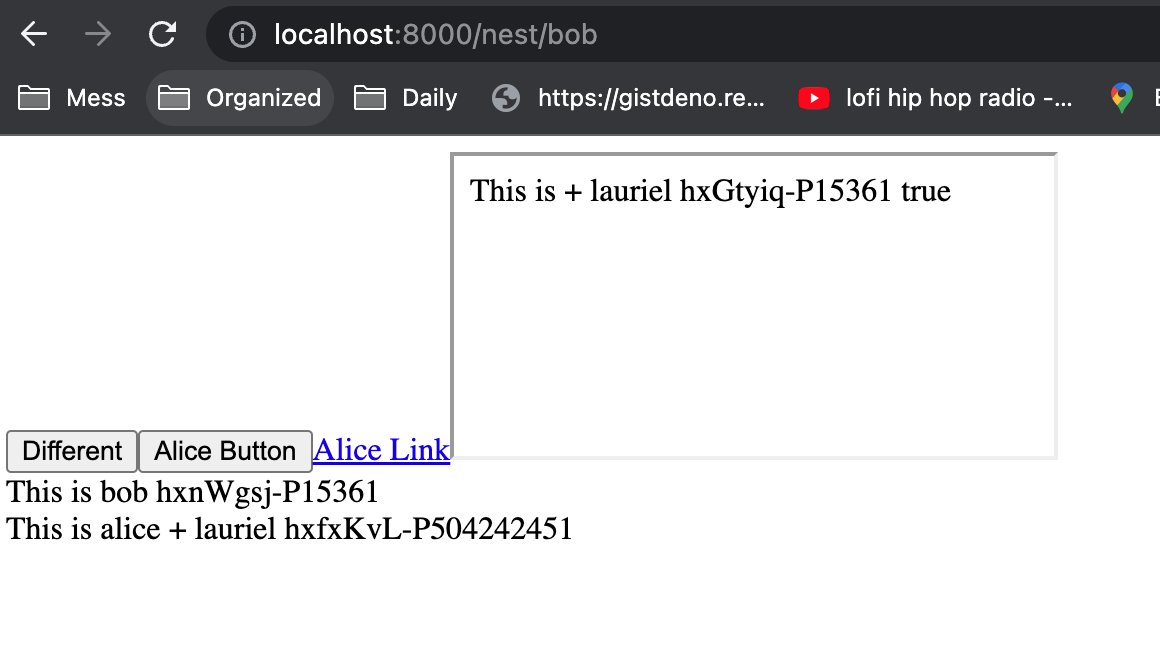 localhost:8000/nest/bob
Mess Organized Daily https://gistdeno.re... lofi hip hop radio -...
This is + lauriel hxGtyiq-P15361 true
Different Alice Button Alice Link
This is bob hxnWgsj-P15361
This is alice + lauriel hxfxKvL-P504242451